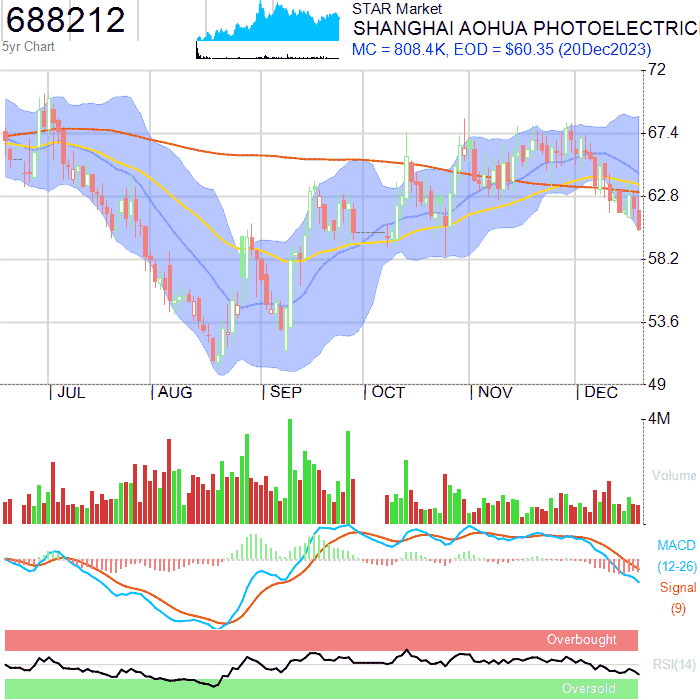 688212
5yr Chart
STAR Market
SHANGHAI AOHUA PHOTOELECTRIC
MC = 808.4K, EOD = $60.35 (20Dec2023)
72
67.4
62.8
58.2
53.6
49
JUL AUG SEP OCT NOV DEC
4M
Volume
MACD
(12-26)
Signal
(9)
Overbought
RSI(14)
Oversold